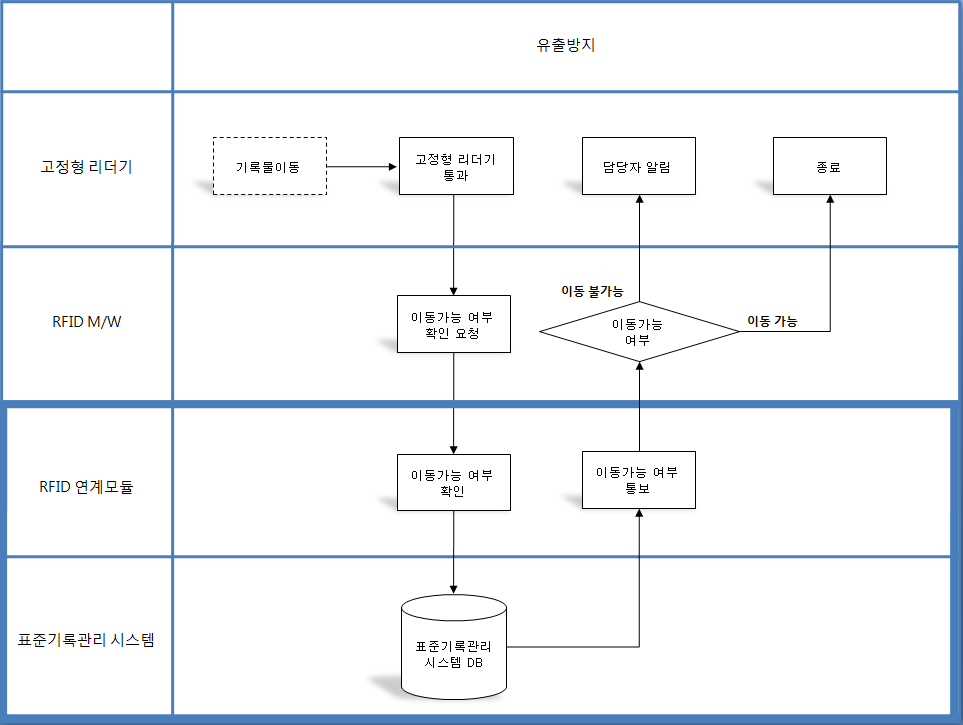 유출방지
고정형 리더기
기록물이동
고정형 리더기
통과
담당자 알림
종료
RFID M/W
이동가능 여부
확인 요청
이동 불가능
이동가능
여부
이동 가능
RFID 연계모듈
이동가능 여부
확인
이동가능 여부
통보
표준기록관리 시스템
표준기록관리
시스템 DB